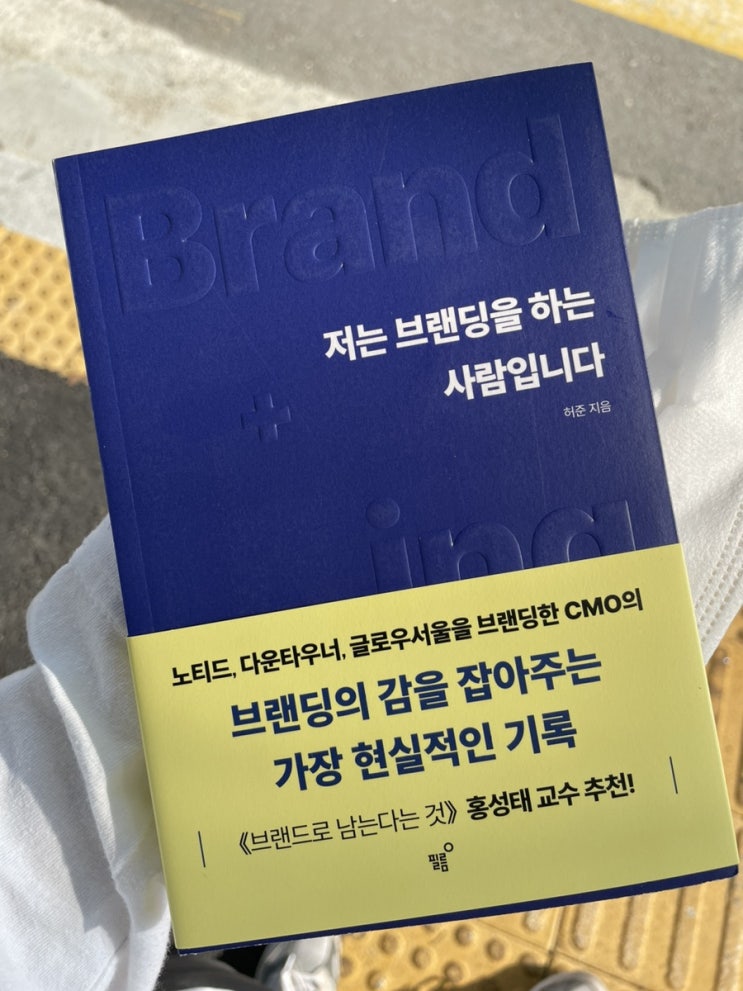 Brand
저는 브랜딩을 하는
사람입니다
허준 지음
+
ing
노티드, 다운타우너, 글로우서울을 브랜딩한 CMO의
브랜딩의 감을 잡아주는
가장 현실적인 기록
《브랜드로 남는다는 것》 홍성태 교수 추천!
필름